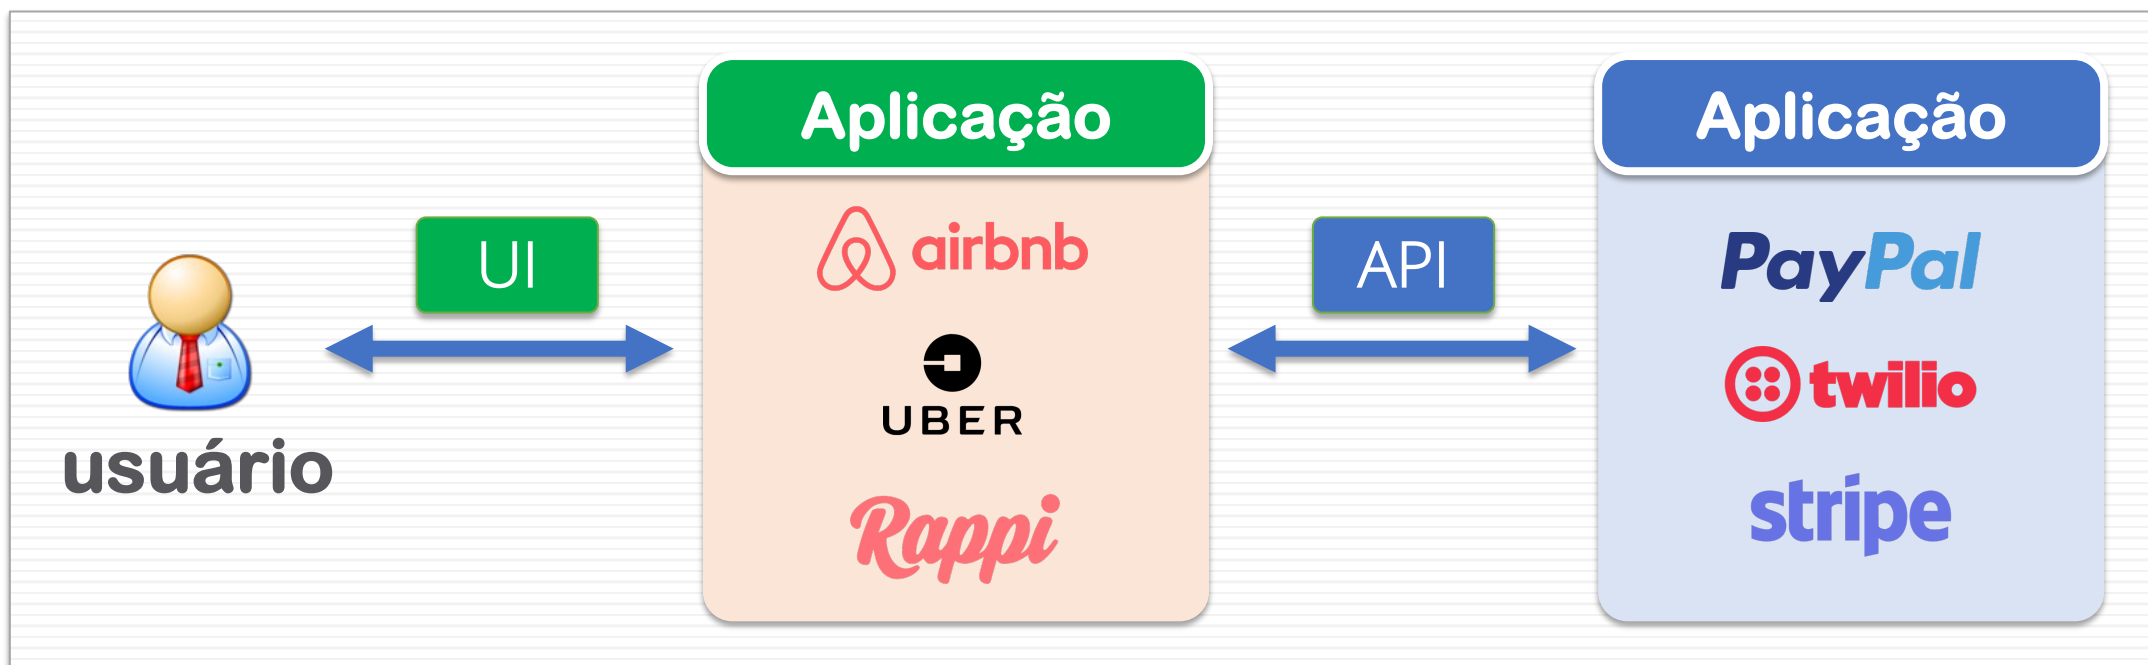 Aplicação
Aplicação
UI
airbnb
API
PayPal
UBER
twilio
usuário
Rappi
stripe